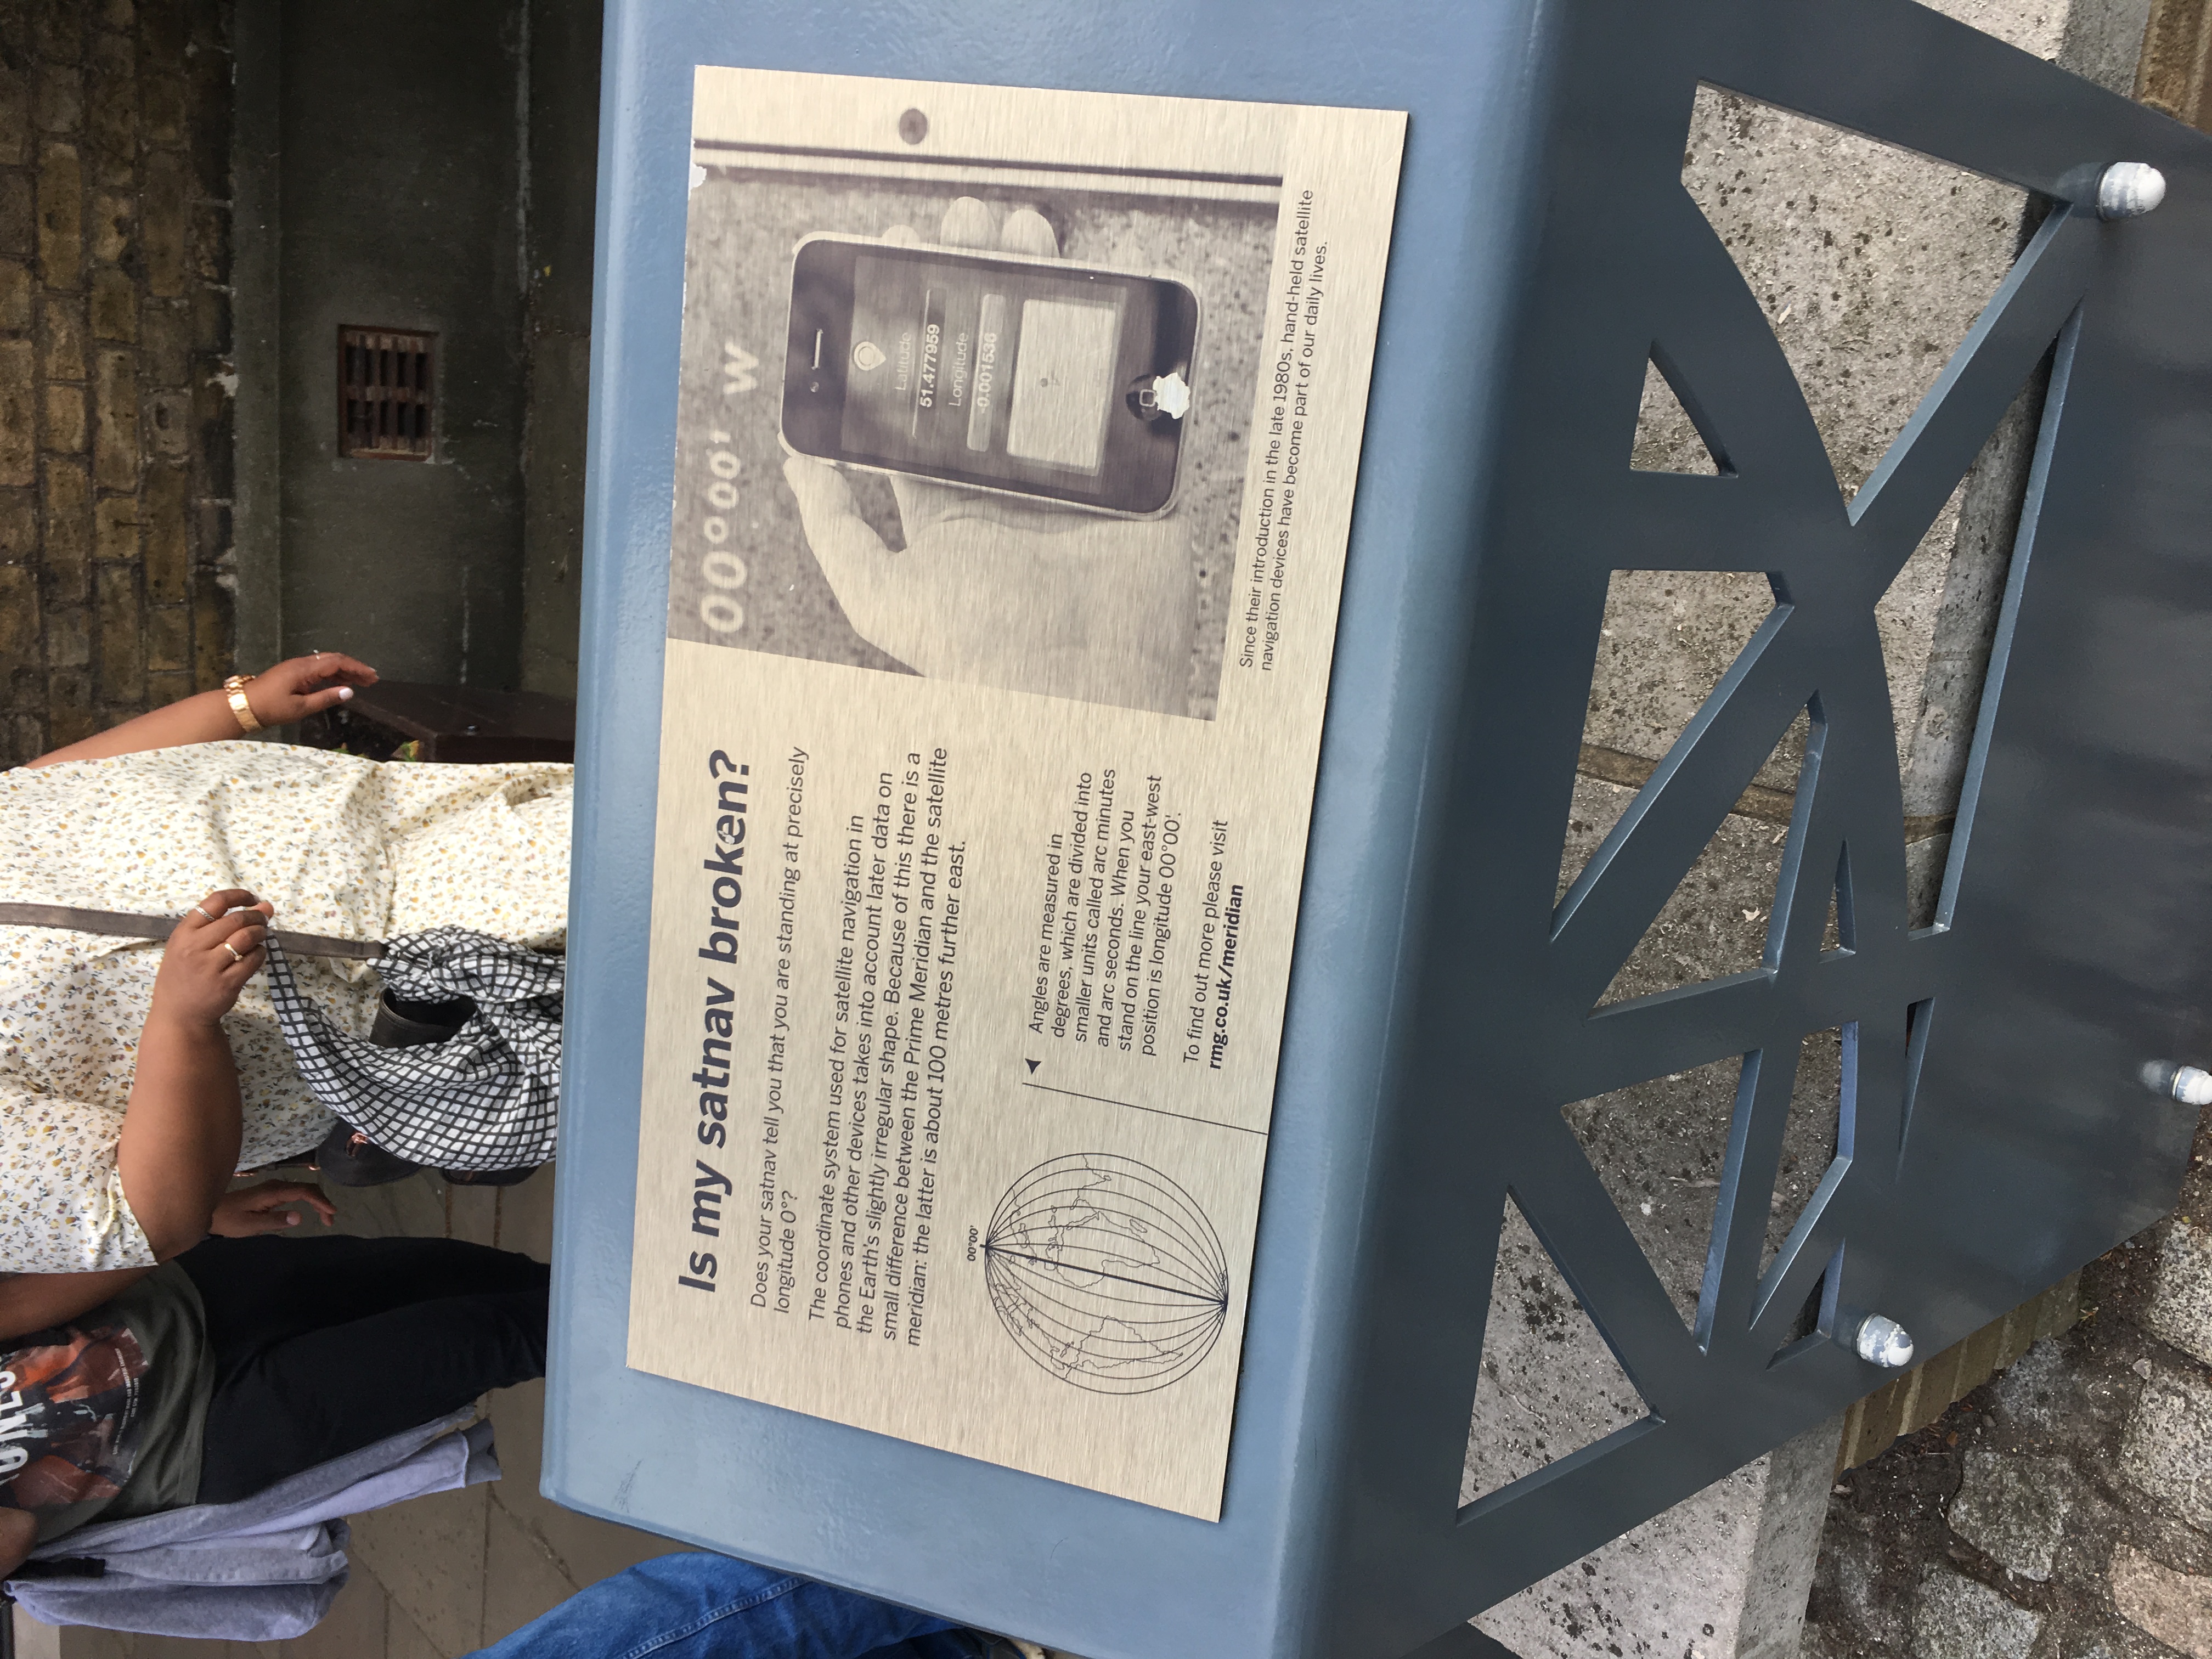 Is my satnav broken?
Does your satnav tell you that you are standing at precisely
longitude 0°?
The coordinate system used for satellite navigation in
phones and other devices takes into account later data on
the Earth's slightly irregular shape. Because of this there is a
small difference between the Prime Meridian and the satellite
meridian: the latter is about 100 metres further east.
00°00'
Angles are measured in
degrees, which are divided into
smaller units called arc minutes
and arc seconds. When you
stand on the line your east-west
position is longitude 00°00'.
To find out more please visit
rmg.co.uk/meridian
00°00' W
Latitude
51.477959
Longitude
-0.001536
Since their introduction in the late 1980s, hand-held satellite
navigation devices have become part of our daily lives.